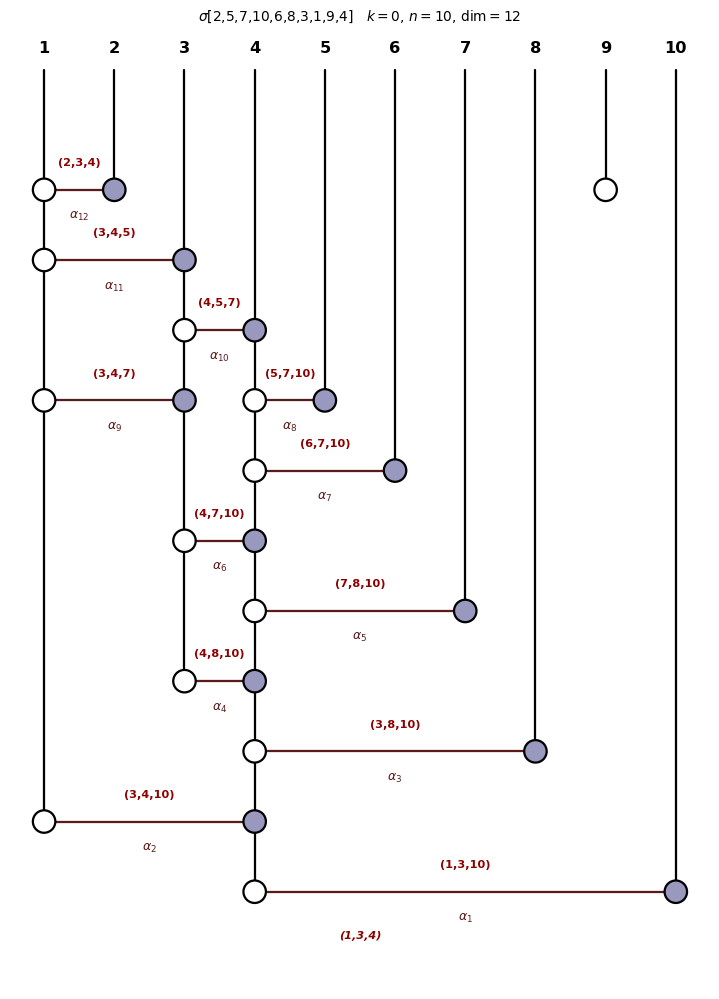 σ[2,5,7,10,6,8,3,1,9,4] k = 0, n = 10, dim = 12
1 2 3 4 5 6 7 8 9 10
(2,3,4)
α₁₂
(3,4,5)
α₁₁
(4,5,7)
α₁₀
(3,4,7) (5,7,10)
α₉ α₈
(6,7,10)
α₇
(4,7,10)
α₆
(7,8,10)
α₅
(4,8,10)
α₄
(3,8,10)
α₃
(3,4,10)
α₂
(1,3,10)
α₁
(1,3,4)